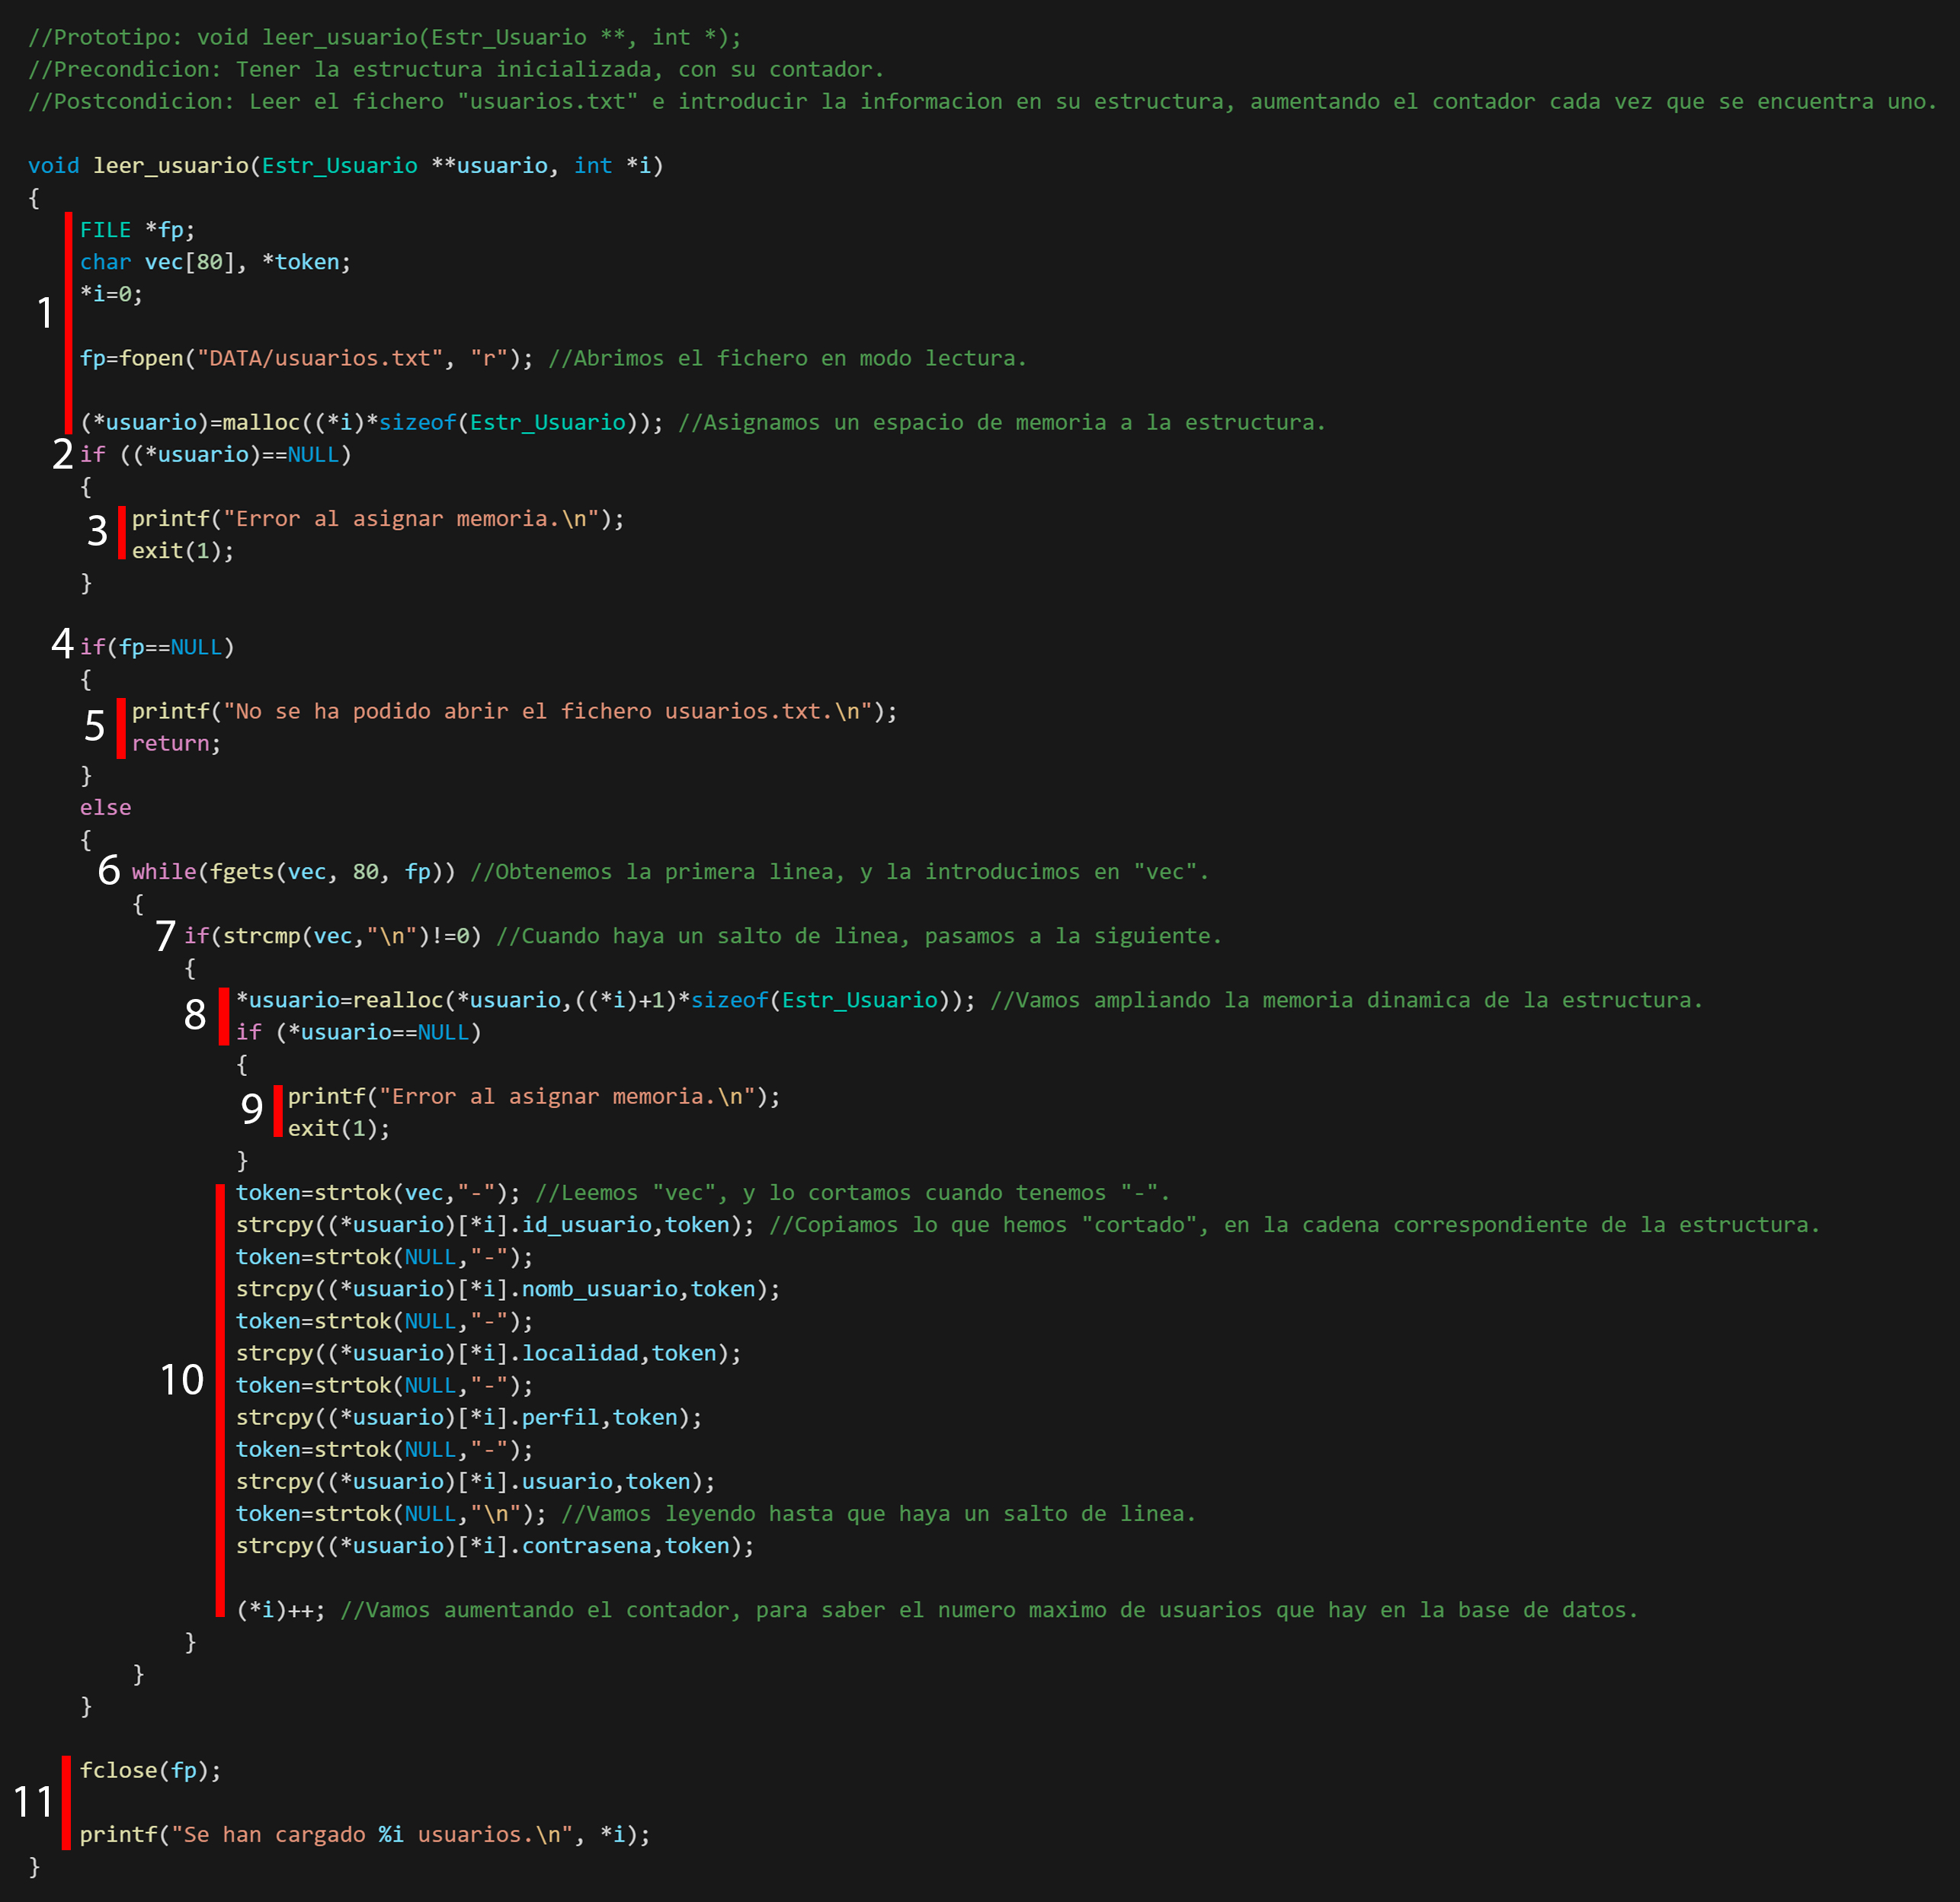 //Prototipo: void leer_usuario(Estr_Usuario **, int *);
//Precondicion: Tener la estructura inicializada, con su contador.
//Postcondicion: Leer el fichero "usuarios.txt" e introducir la informacion en su estructura, aumentando el contador cada vez que se encuentra uno.
void leer_usuario(Estr_Usuario **usuario, int *i)
{
FILE *fp;
char vec[80], *token;
*i=0;
1
fp=fopen("DATA/usuarios.txt", "r"); //Abrimos el fichero en modo lectura.
(*usuario)=malloc((*i)*sizeof(Estr_Usuario)); //Asignamos un espacio de memoria a la estructura.
2 if ((*usuario)==NULL)
{
3 printf("Error al asignar memoria.\n");
exit(1);
}
4 if(fp==NULL)
{
5 printf("No se ha podido abrir el fichero usuarios.txt.\n");
return;
}
else
{
6 while(fgets(vec, 80, fp)) //Obtenemos la primera linea, y la introducimos en "vec".
{
7 if(strcmp(vec,"\n")!=0) //Cuando haya un salto de linea, pasamos a la siguiente.
{
8 *usuario=realloc(*usuario,((*i)+1)*sizeof(Estr_Usuario)); //Vamos ampliando la memoria dinamica de la estructura.
if (*usuario==NULL)
{
9 printf("Error al asignar memoria.\n");
exit(1);
}
token=strtok(vec,"-"); //Leemos "vec", y lo cortamos cuando tenemos "-".
strcpy((*usuario)[*i].id_usuario,token); //Copiamos lo que hemos "cortado", en la cadena correspondiente de la estructura.
token=strtok(NULL,"-");
strcpy((*usuario)[*i].nomb_usuario,token);
token=strtok(NULL,"-");
strcpy((*usuario)[*i].localidad,token);
10 token=strtok(NULL,"-");
strcpy((*usuario)[*i].perfil,token);
token=strtok(NULL,"-");
strcpy((*usuario)[*i].usuario,token);
token=strtok(NULL,"\n"); //Vamos leyendo hasta que haya un salto de linea.
strcpy((*usuario)[*i].contrasena,token);
(*i)++; //Vamos aumentando el contador, para saber el numero maximo de usuarios que hay en la base de datos.
}
}
}
fclose(fp);
11
printf("Se han cargado %i usuarios.\n", *i);
}